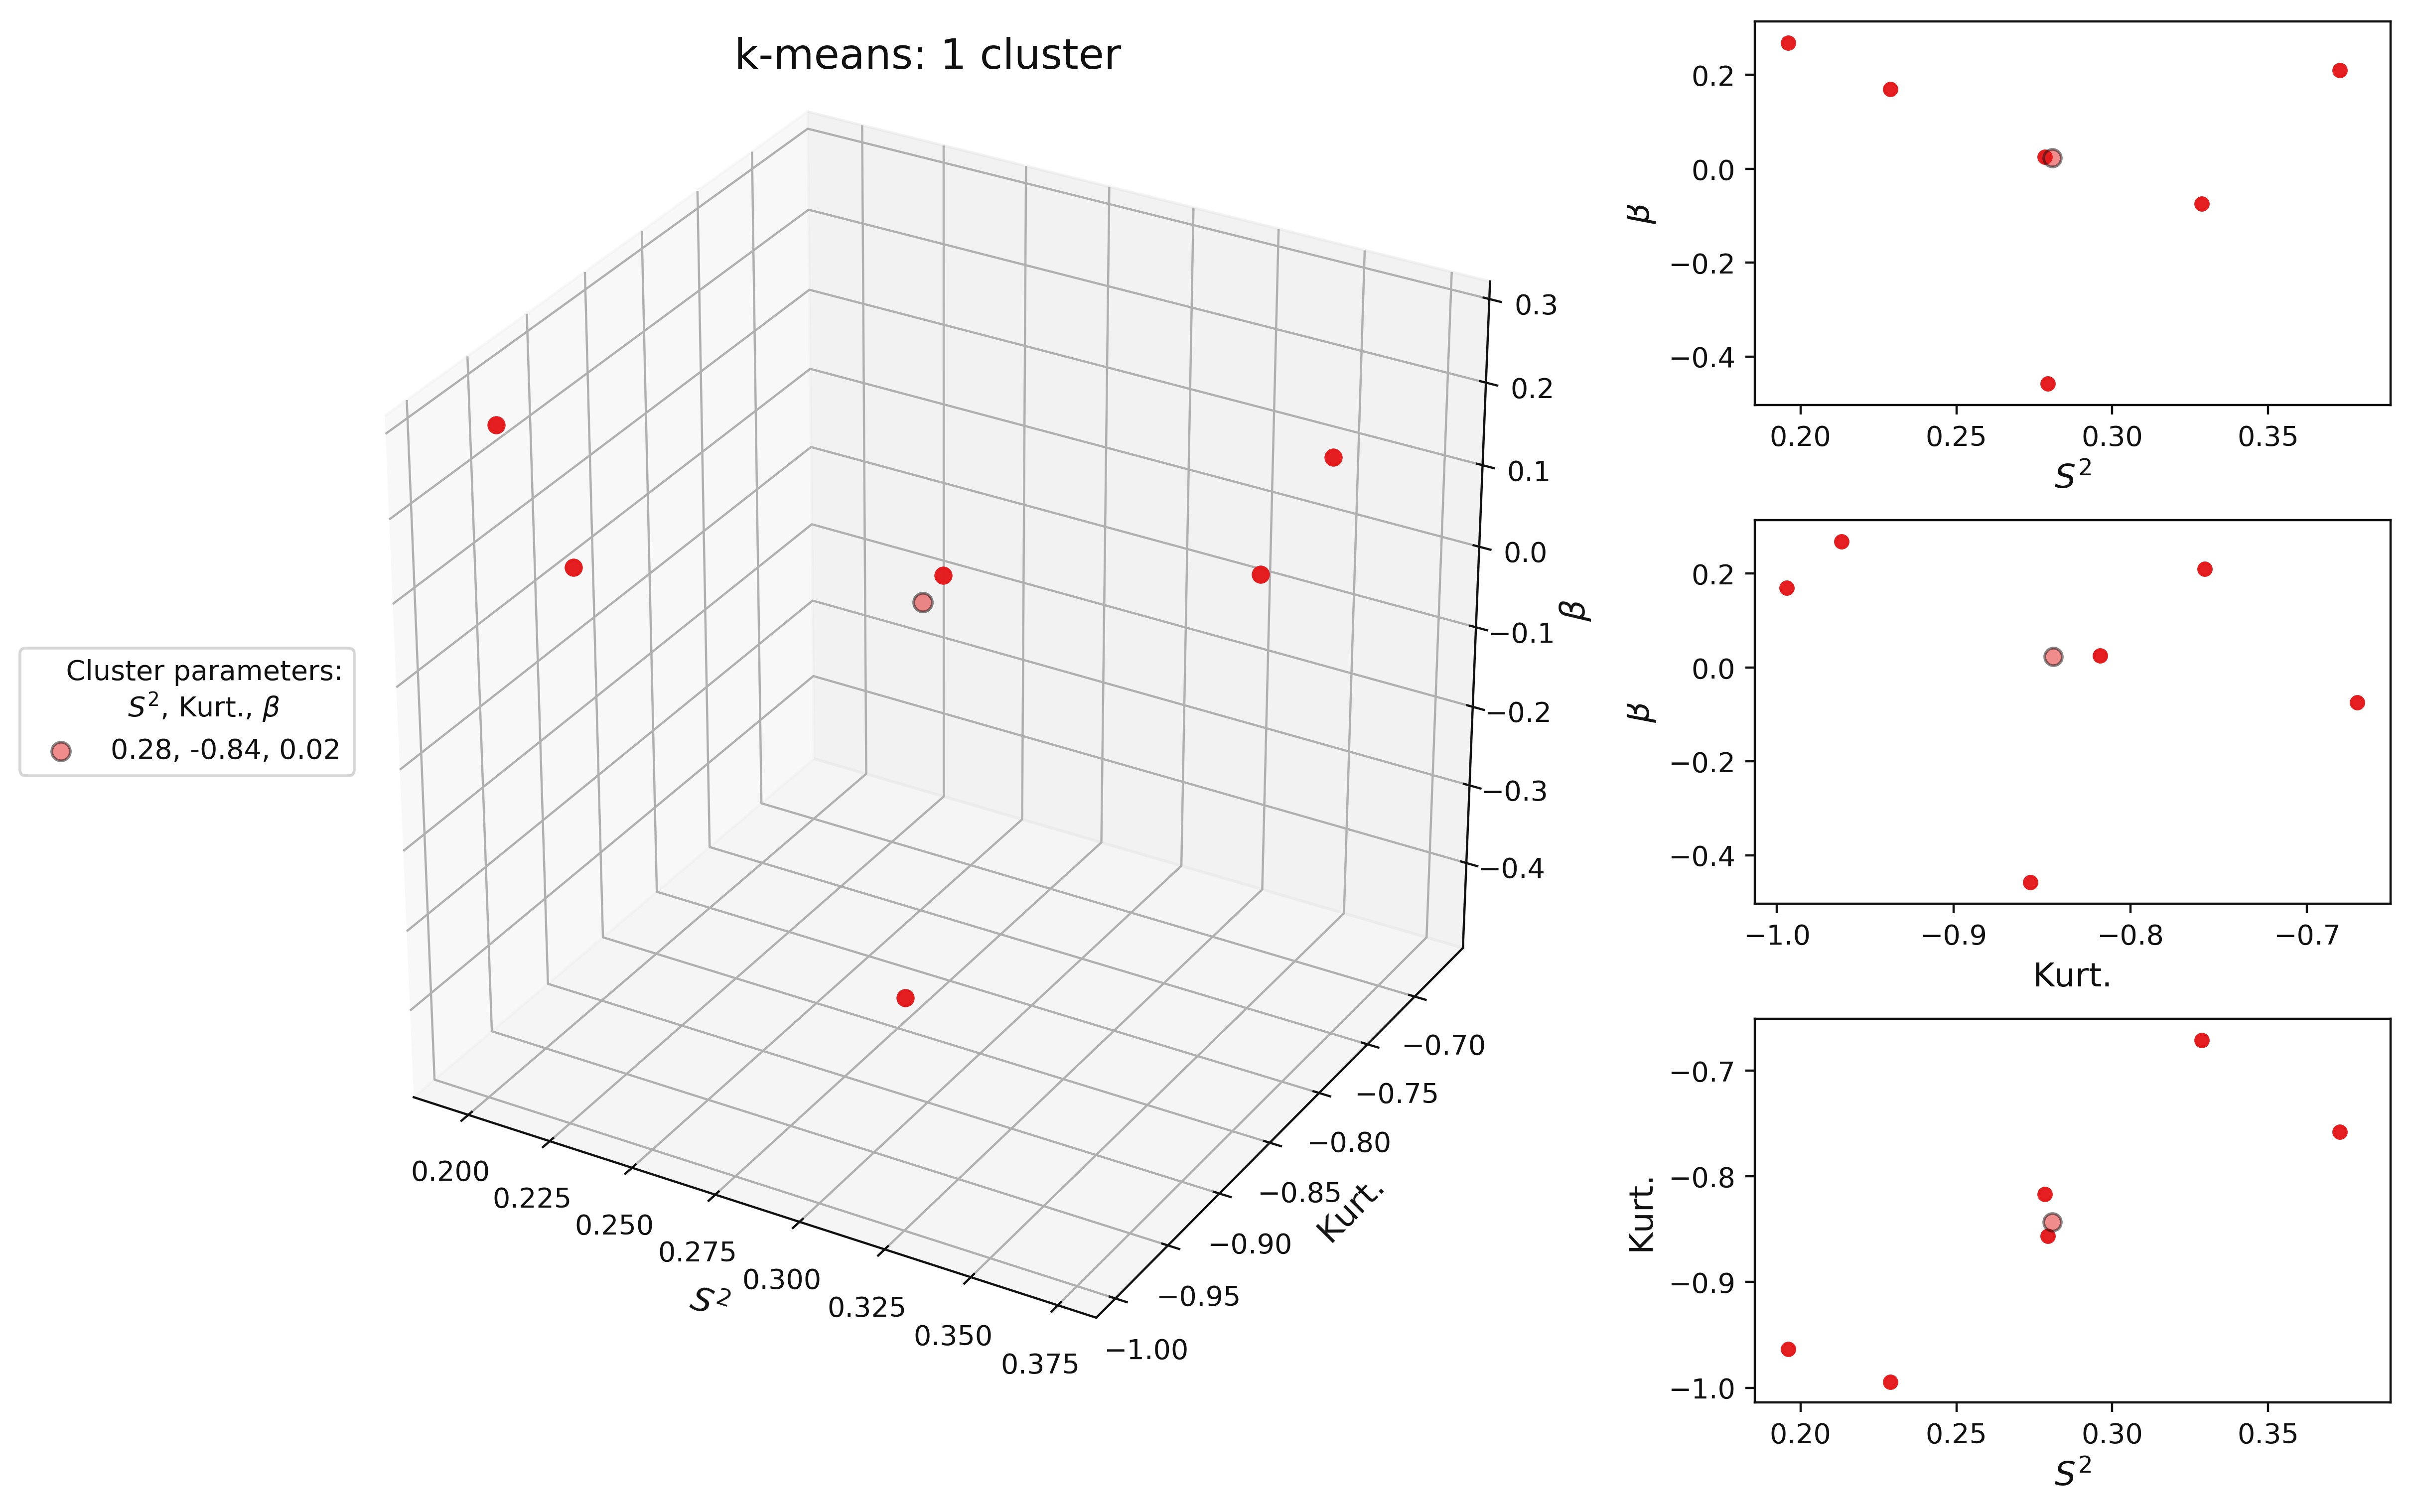 k-means: 1 cluster
Cluster parameters:
S², Kurt., β
0.28, -0.84, 0.02
0.3
0.2
0.1
0.0
−0.1
−0.2
−0.3
−0.4
β
−0.70
−0.75
−0.80
−0.85
−0.90
−0.95
−1.00
Kurt.
0.200
0.225
0.250
0.275
0.300
0.325
0.350
0.375
S²
0.2
0.0
−0.2
−0.4
β
0.20 0.25 0.30 0.35
S²
0.2
0.0
−0.2
−0.4
β
−1.0 −0.9 −0.8 −0.7
Kurt.
−0.7
−0.8
−0.9
−1.0
Kurt.
0.20 0.25 0.30 0.35
S²